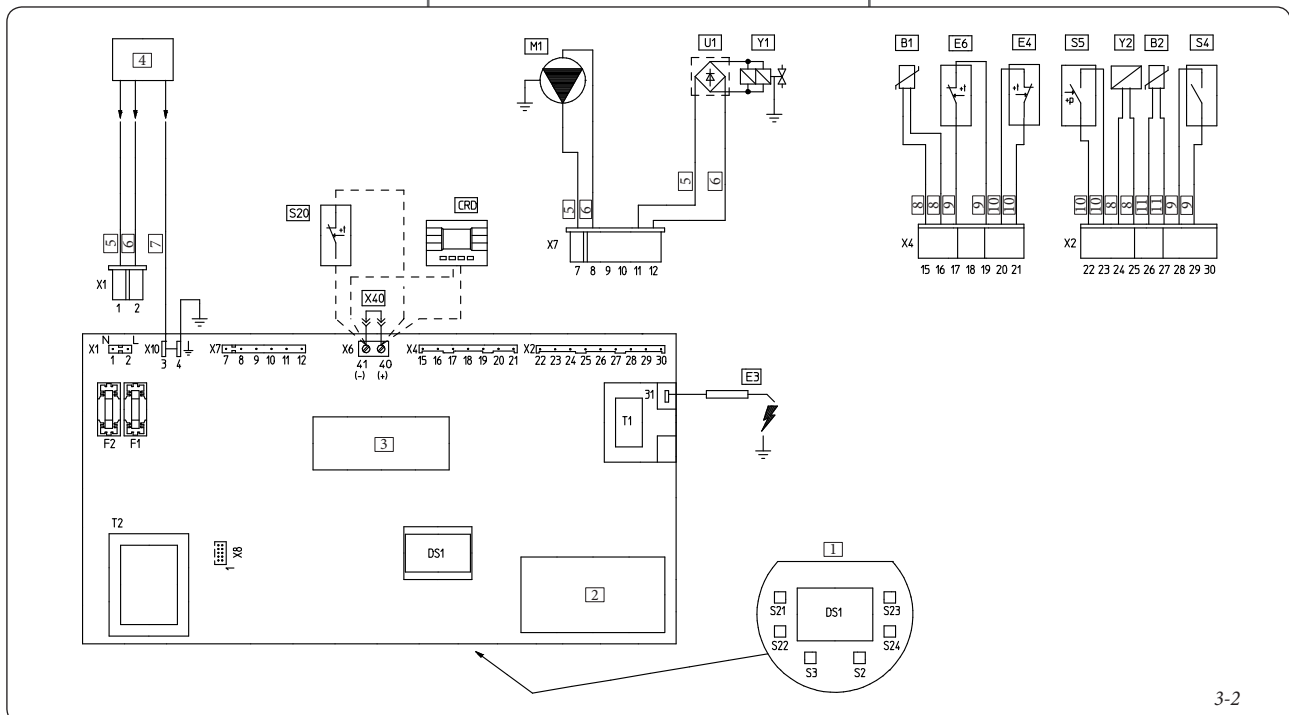 4
M1
U1
Y1
B1
E6
E4
S5
Y2
B2
S4
+t
+t
+p
S20
+t
CRD
5
6
7
5
6
5
6
8
8
9
9
10
10
10
10
8
8
11
11
9
9
X1
1 2
X7
7 8 9 10 11 12
X4
15 16 17 18 19 20 21
X2
22 23 24 25 26 27 28 29 30
X40
N L
X1
1 2
X10
3 4
X7
7 8 9 10 11 12
X6
41 40
(-) (+)
X4
15 16 17 18 19 20 21
X2
22 23 24 25 26 27 28 29 30
F2 F1
3
31
T1
E3
T2
1
X8
DS1
2
1
S21
DS1
S23
S22
S24
S3
S2
3-2